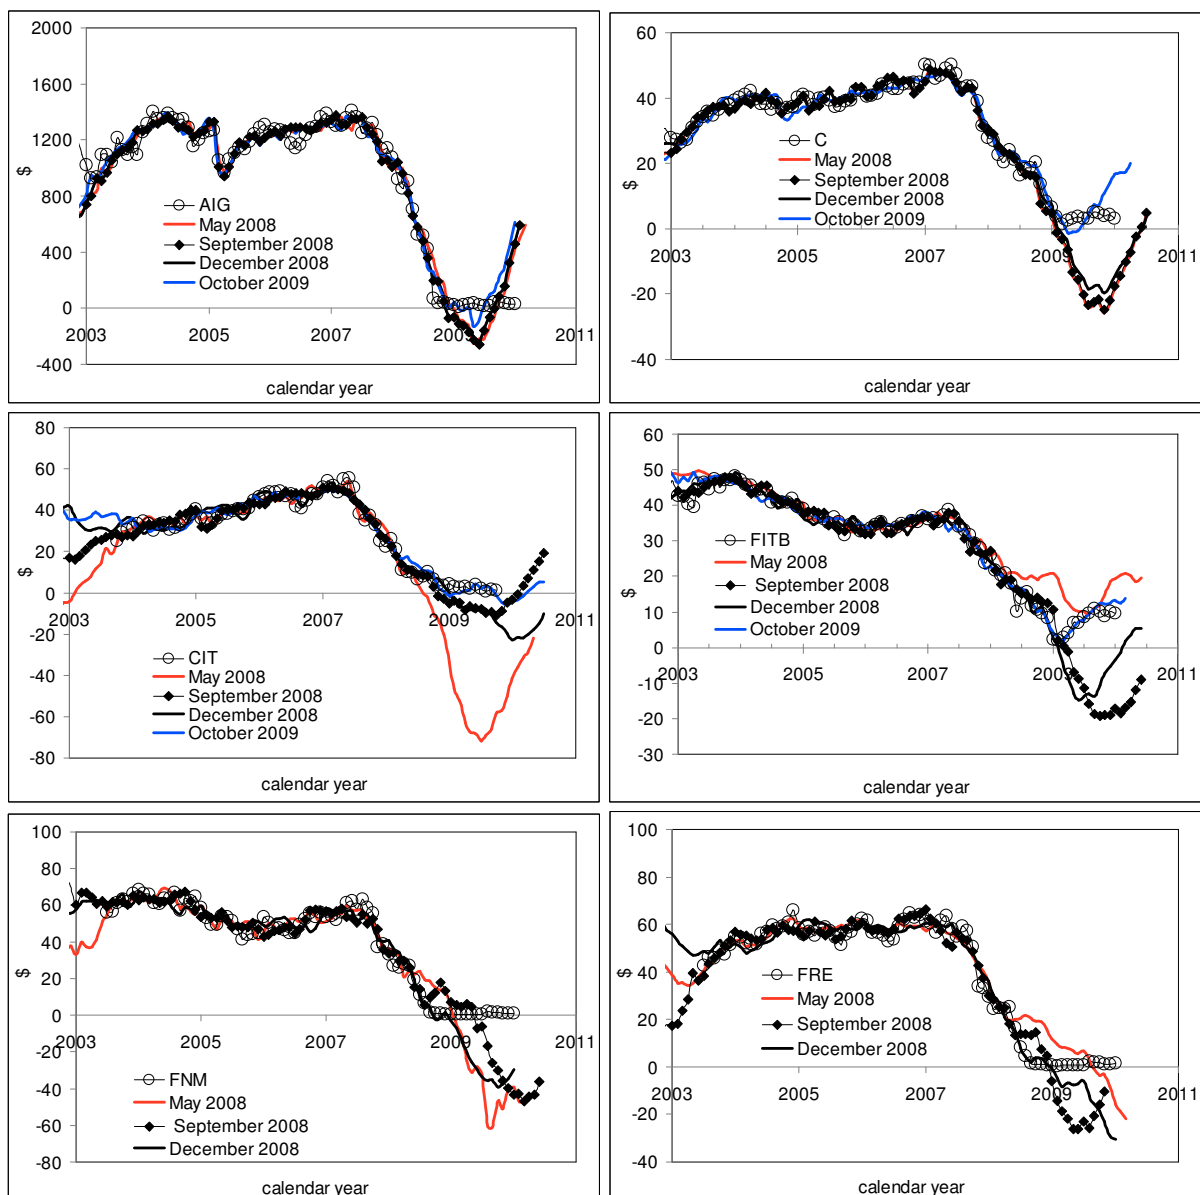 2000
1600
1200
800
400
0
-400
$
AIG
May 2008
September 2008
December 2008
October 2009
2003 2005 2007 2009 2011
calendar year
60
40
20
0
-20
-40
$
C
May 2008
September 2008
December 2008
October 2009
2003 2005 2007 2009 2011
calendar year
80
60
40
20
0
-20
-40
-60
-80
$
2003 2005 2007 2009 2011
CIT
May 2008
September 2008
December 2008
October 2009
calendar year
60
50
40
30
20
10
0
-10
-20
-30
$
FITB
May 2008
September 2008
December 2008
October 2009
2003 2005 2007 2009 2011
calendar year
100
80
60
40
20
0
-20
-40
-60
-80
$
2003 2005 2007 2009 2011
FNM
May 2008
September 2008
December 2008
calendar year
100
80
60
40
20
0
-20
-40
$
FRE
May 2008
September 2008
December 2008
2003 2005 2007 2009 2011
calendar year